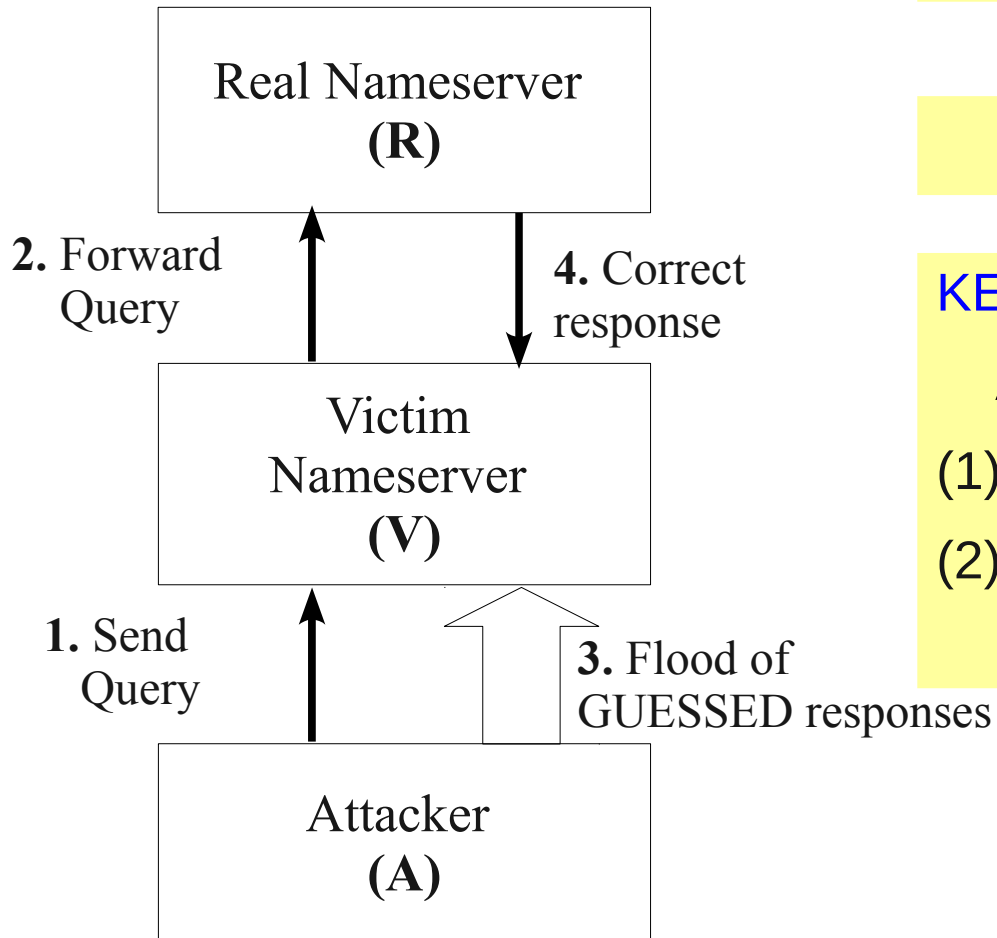 Real Nameserver
(R)
2. Forward
Query
4. Correct
response
Victim
Nameserver
(V)
1. Send
Query
3. Flood of
GUESSED responses
Attacker
(A)
KE
(1)
(2)